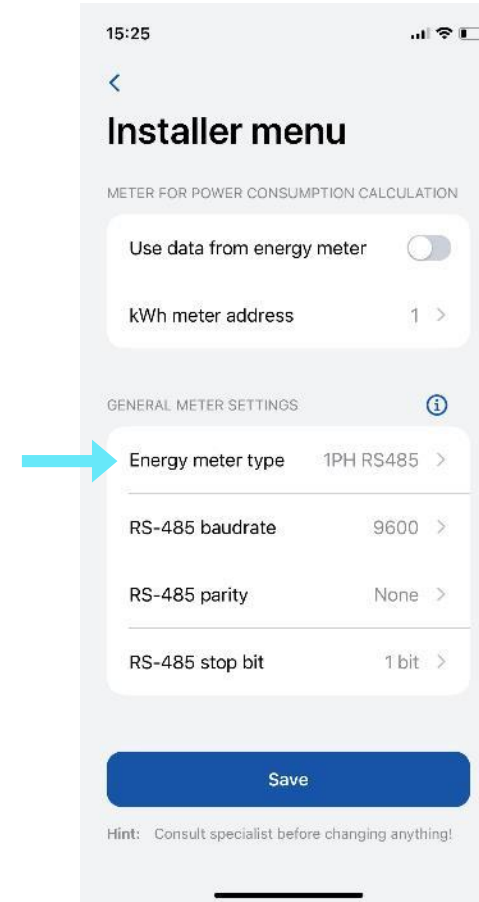 15:25
Installer menu
METER FOR POWER CONSUMPTION CALCULATION
Use data from energy meter
kWh meter address 1
GENERAL METER SETTINGS
Energy meter type 1PH RS485
RS-485 baudrate 9600
RS-485 parity None
RS-485 stop bit 1 bit
Save
Hint: Consult specialist before changing anything!